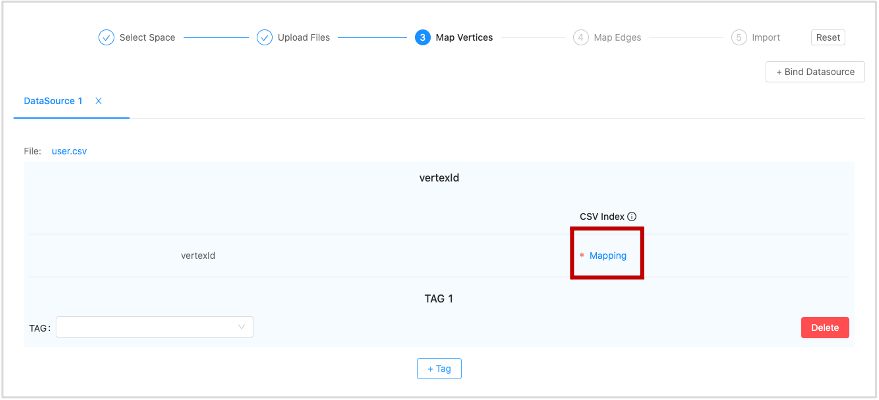 Select Space Upload Files 3 Map Vertices 4 Map Edges 5 Import Reset
+ Bind Datasource
DataSource 1 X
File: user.csv
vertexId
CSV Index
vertexId * Mapping
TAG 1
TAG: Delete
+ Tag